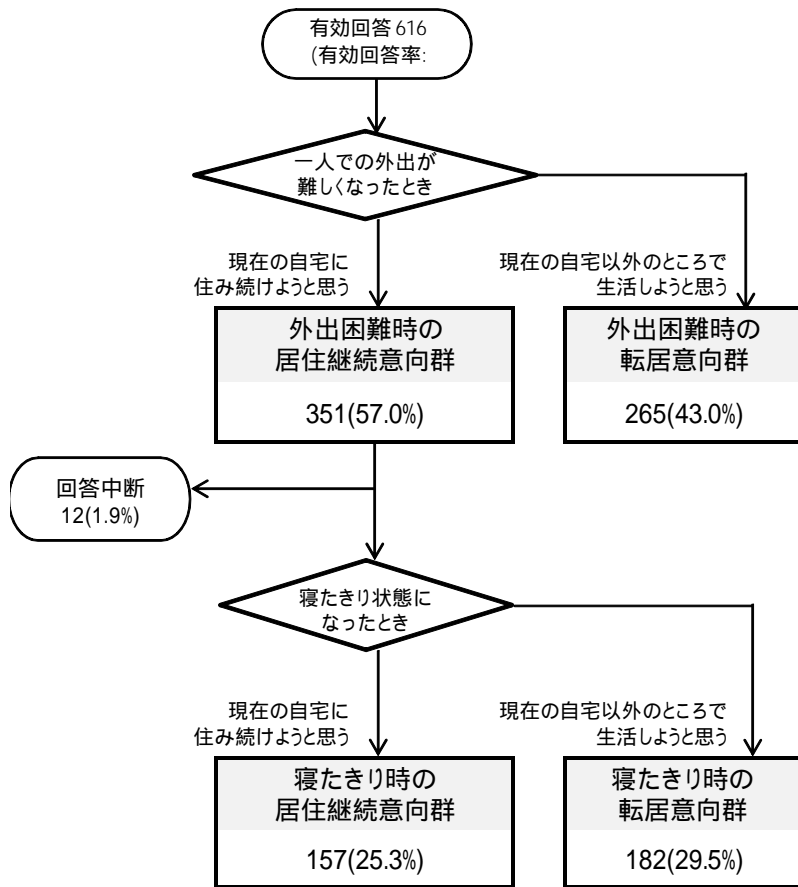 有効回答616
(有効回答率:
一人での外出が
難しくなったとき
現在の自宅に
住み続けようと思う
現在の自宅以外のところで
生活しようと思う
外出困難時の
居住継続意向群
351(57.0%)
外出困難時の
転居意向群
265(43.0%)
回答中断
12(1.9%)
寝たきり状態に
なったとき
現在の自宅に
住み続けようと思う
現在の自宅以外のところで
生活しようと思う
寝たきり時の
居住継続意向群
157(25.3%)
寝たきり時の
転居意向群
182(29.5%)